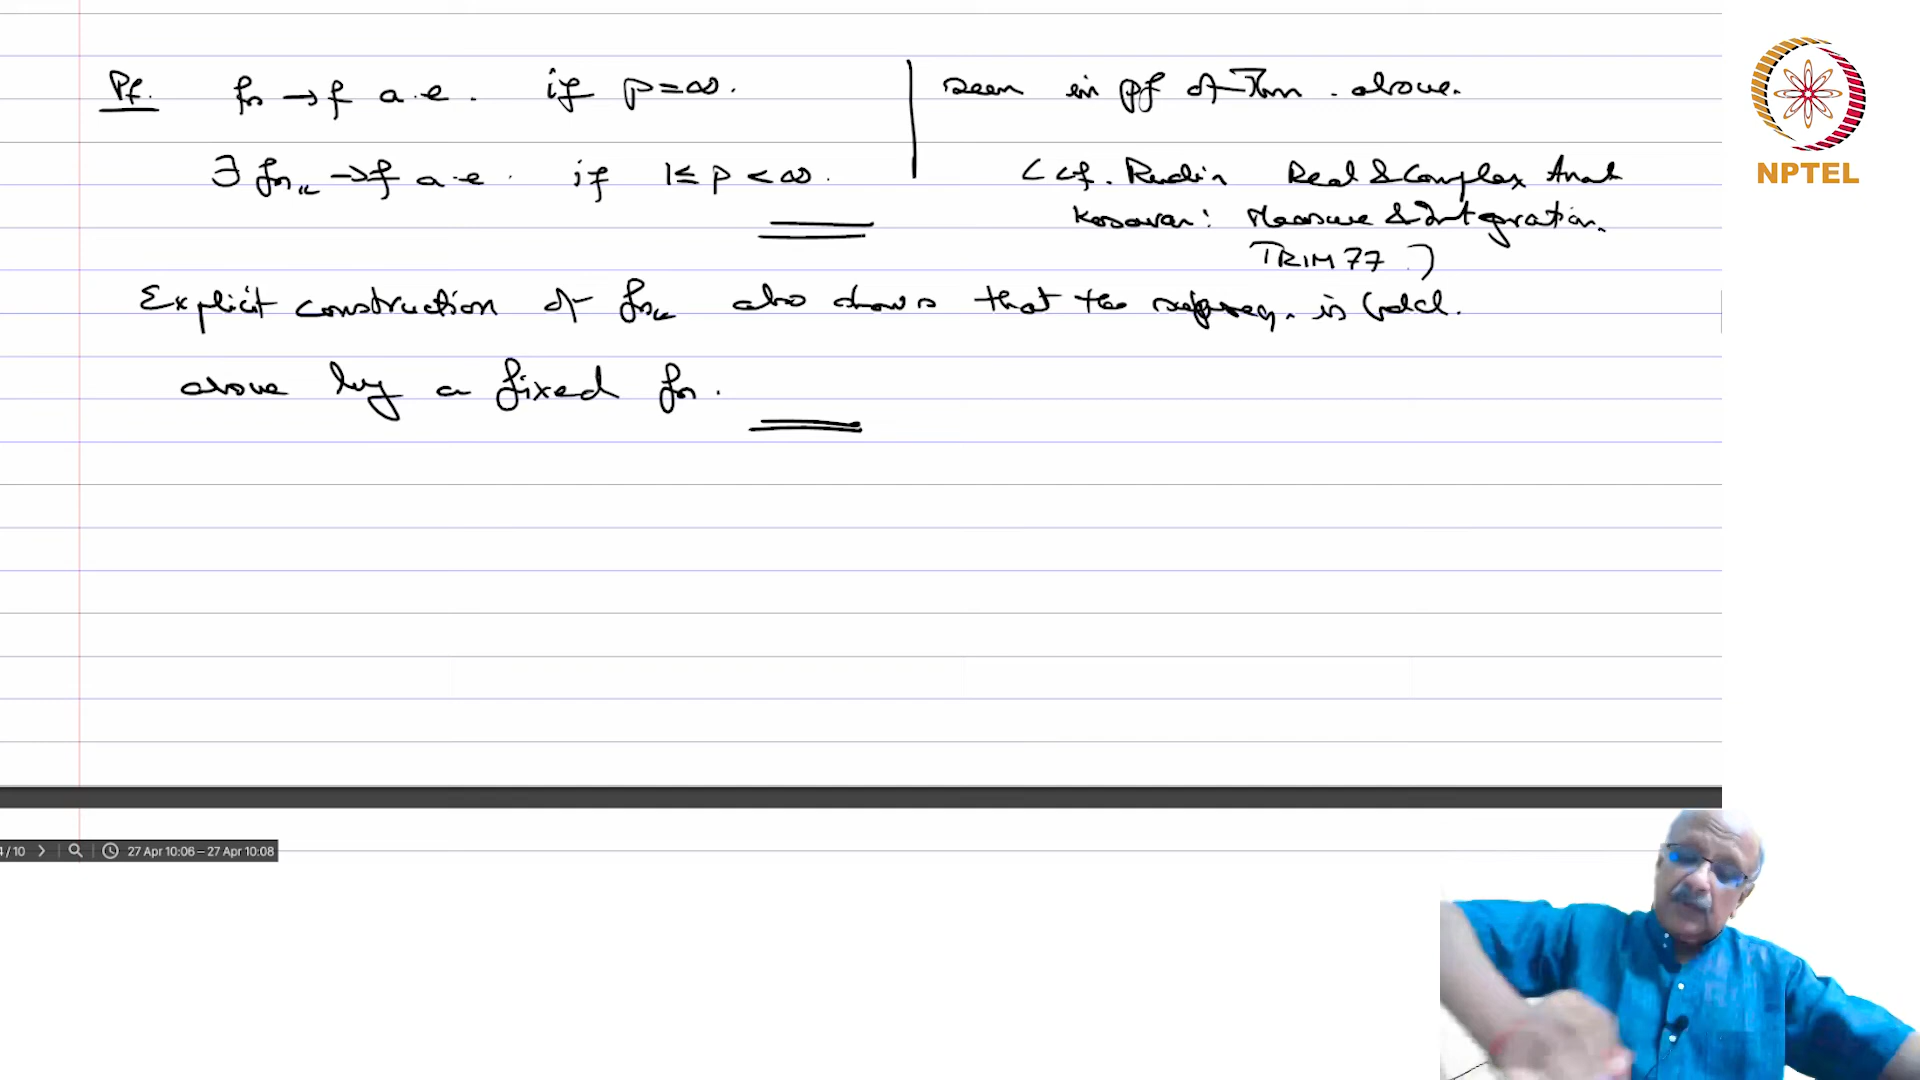 Pf. fn → f a.e. if p = ∞. | seen in pf of Thm. above.
∃ fnk → f a.e. if 1 ≤ p < ∞. (cf. Rudin Real & Complex Anal
Kesavan: Measure & Integration.
TRIM 77.)
Explicit construction of fnk also shows that the subseq. is bdd.
above by a fixed fn.
NPTEL
4/10 > 27 Apr 10:06 – 27 Apr 10:08